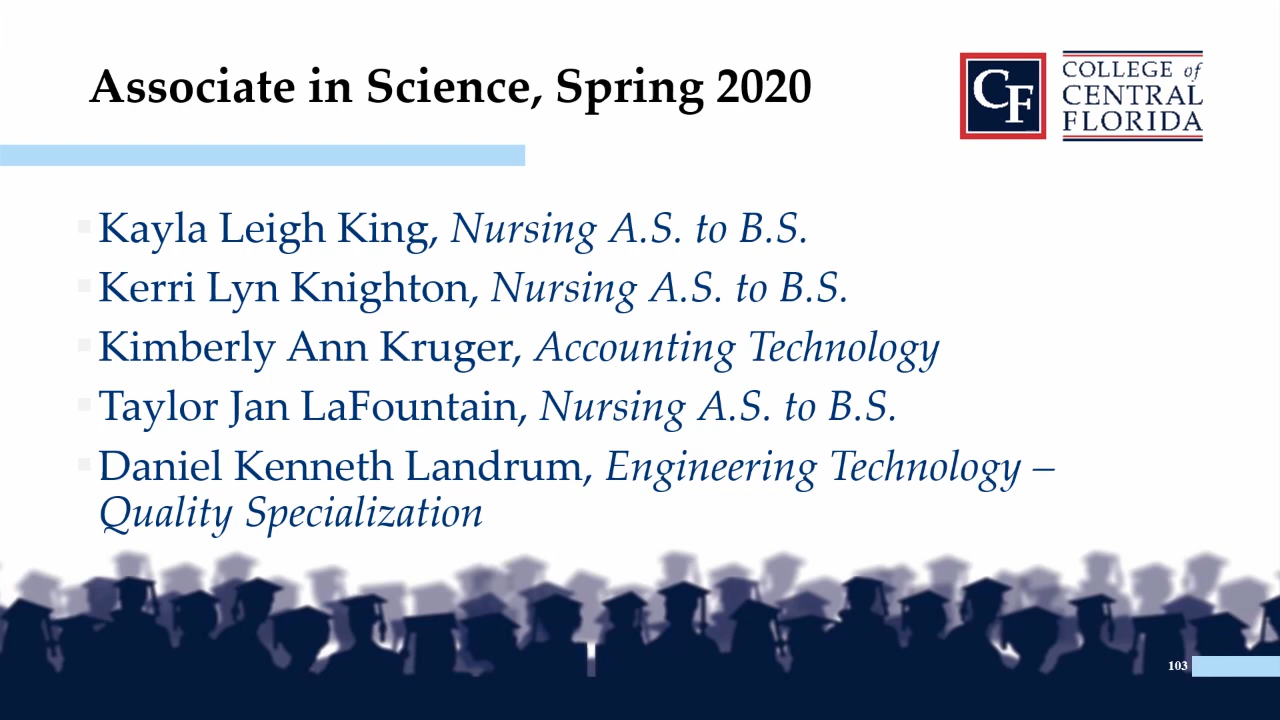 Associate in Science, Spring 2020
CF
COLLEGE of
CENTRAL
FLORIDA
Kayla Leigh King, Nursing A.S. to B.S.
Kerri Lyn Knighton, Nursing A.S. to B.S.
Kimberly Ann Kruger, Accounting Technology
Taylor Jan LaFountain, Nursing A.S. to B.S.
Daniel Kenneth Landrum, Engineering Technology –
Quality Specialization
103